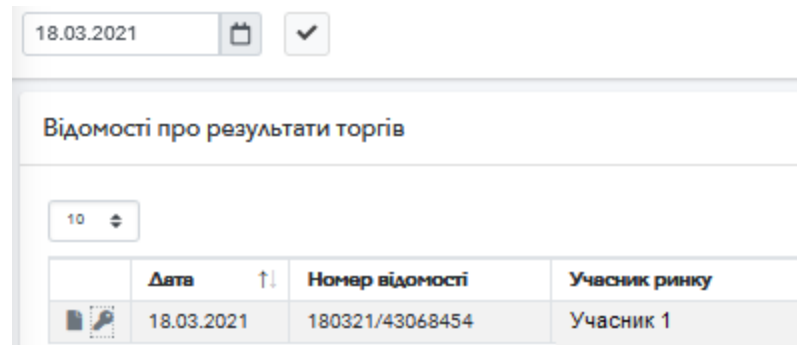 18.03.2021
Відомості про результати торгів
10
Дата Номер відомості Учасник ринку
18.03.2021 180321/43068454 Учасник 1